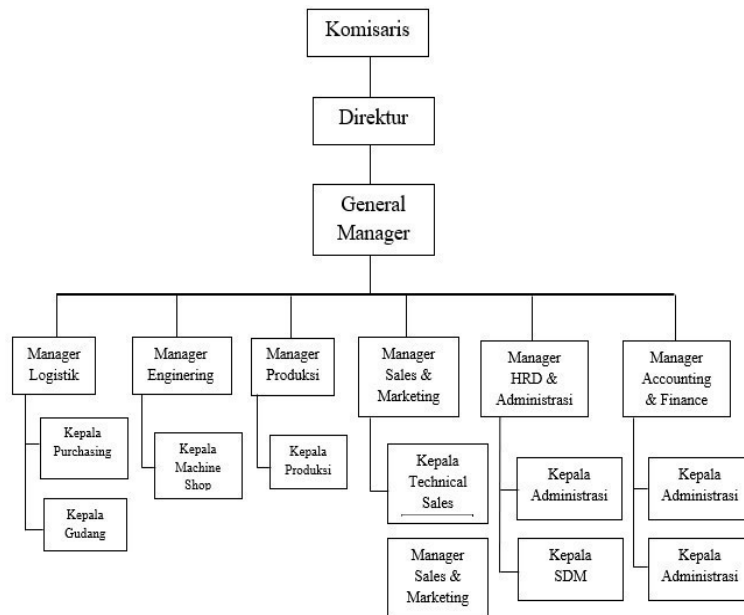 Komisaris
Direktur
General
Manager
Manager
Logistik
Manager
Enginering
Manager
Produksi
Manager
Sales &
Marketing
Manager
HRD &
Administrasi
Manager
Accounting
& Finance
Kepala
Purchasing
Kepala
Machine
Shop
Kepala
Produksi
Kepala
Technical
Sales
Kepala
Administrasi
Kepala
Administrasi
Kepala
Gudang
Manager
Sales &
Marketing
Kepala
SDM
Kepala
Administrasi